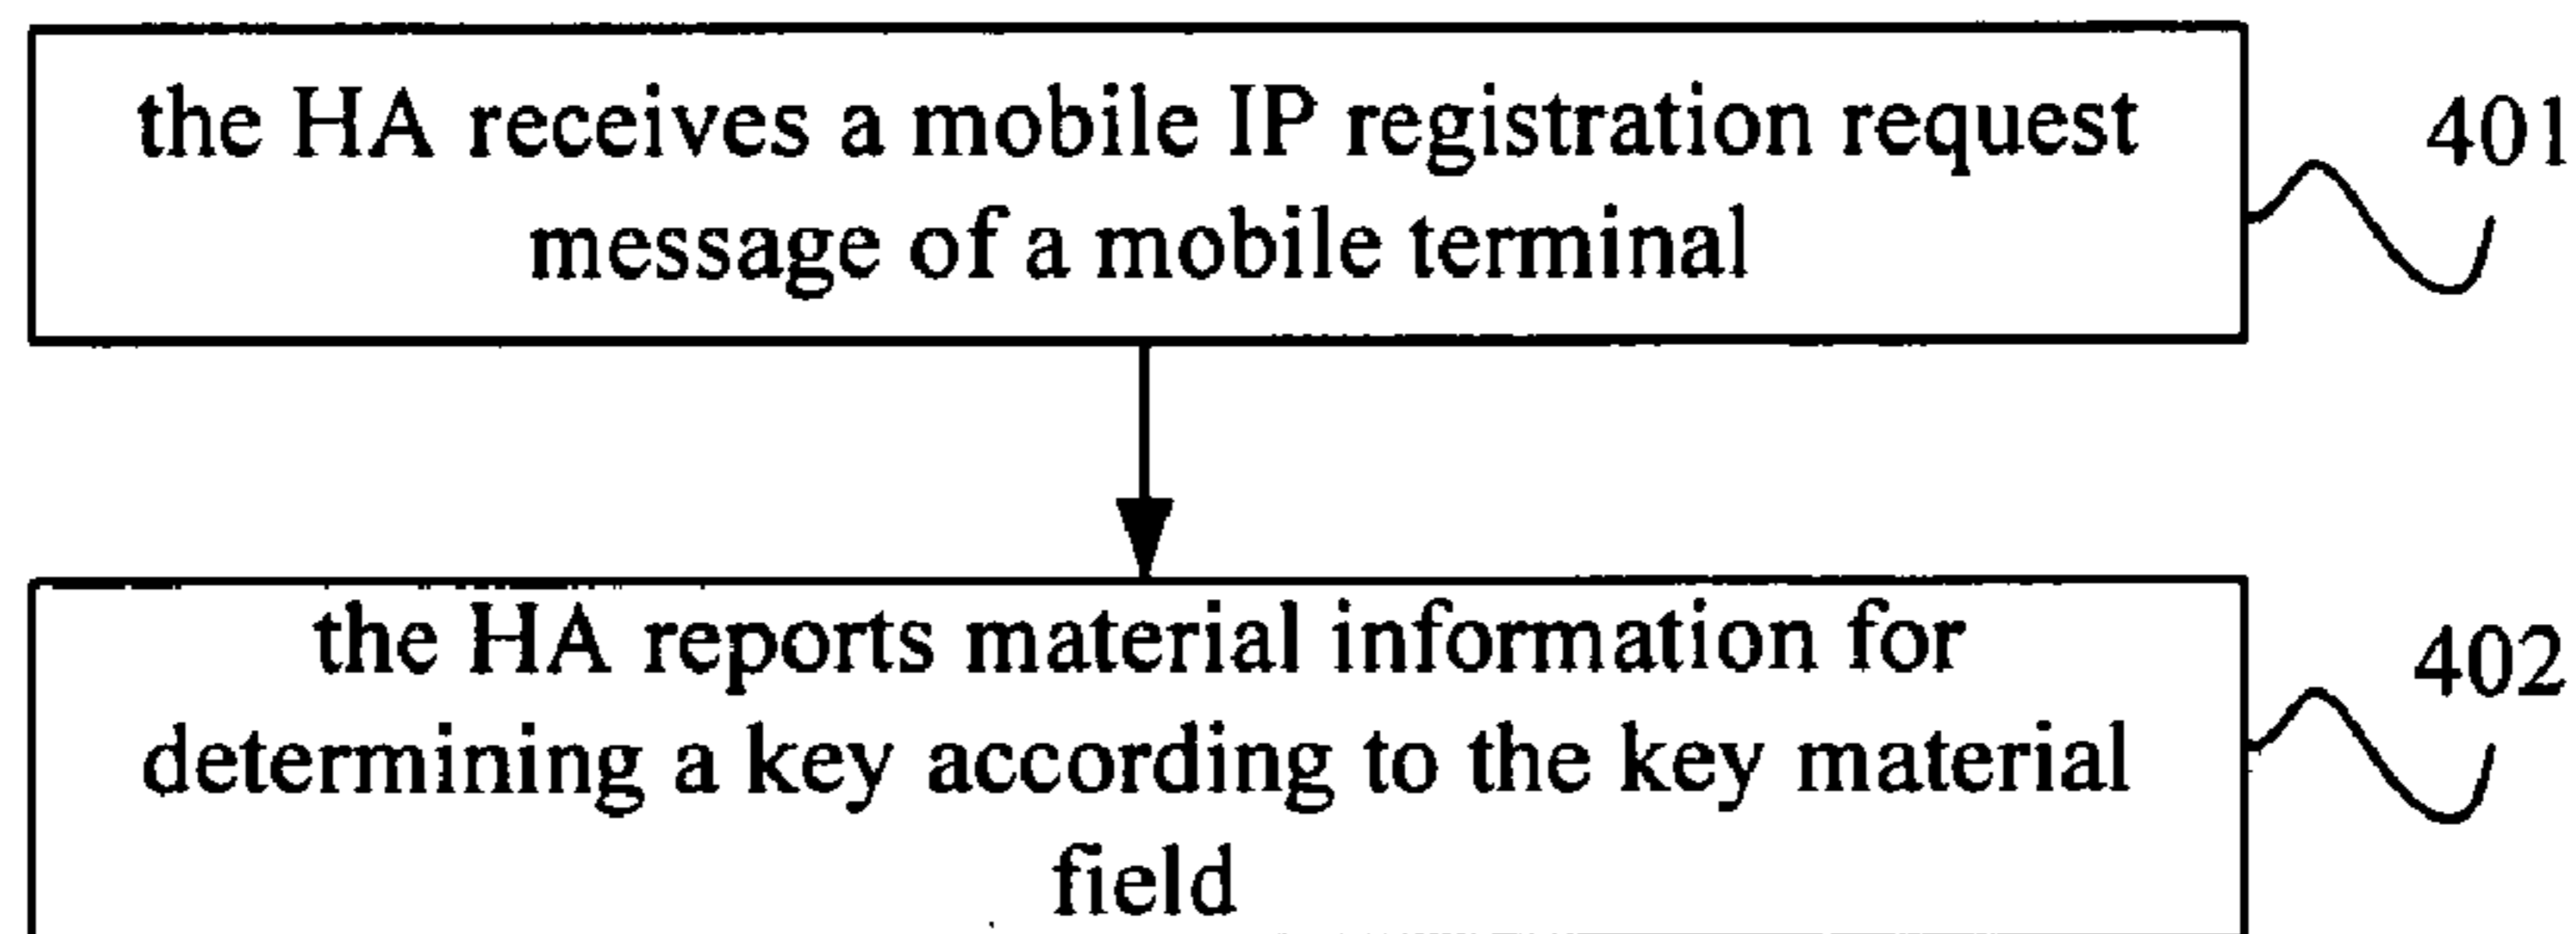 the HA receives a mobile IP registration request
message of a mobile terminal
401
the HA reports material information for
determining a key according to the key material
field
402